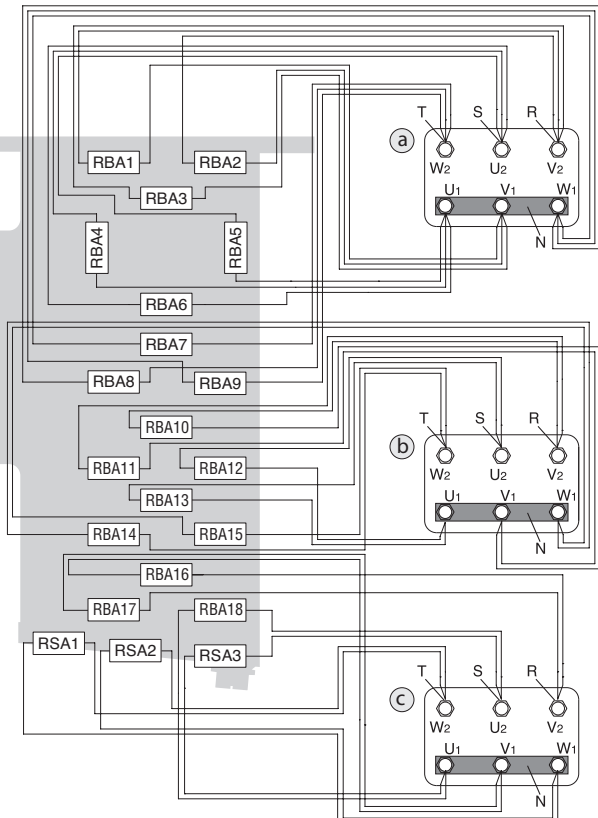 T S R
a
W2 U2 V2
U1 V1 W1
N
RBA1 RBA2
RBA3
RBA4 RBA5
RBA6
RBA7
RBA8 RBA9
T S R
b
W2 U2 V2
U1 V1 W1
N
RBA10
RBA11 RBA12
RBA13
RBA14 RBA15
RBA16
RBA17 RBA18
RSA1 RSA2 RSA3
T S R
c
W2 U2 V2
U1 V1 W1
N